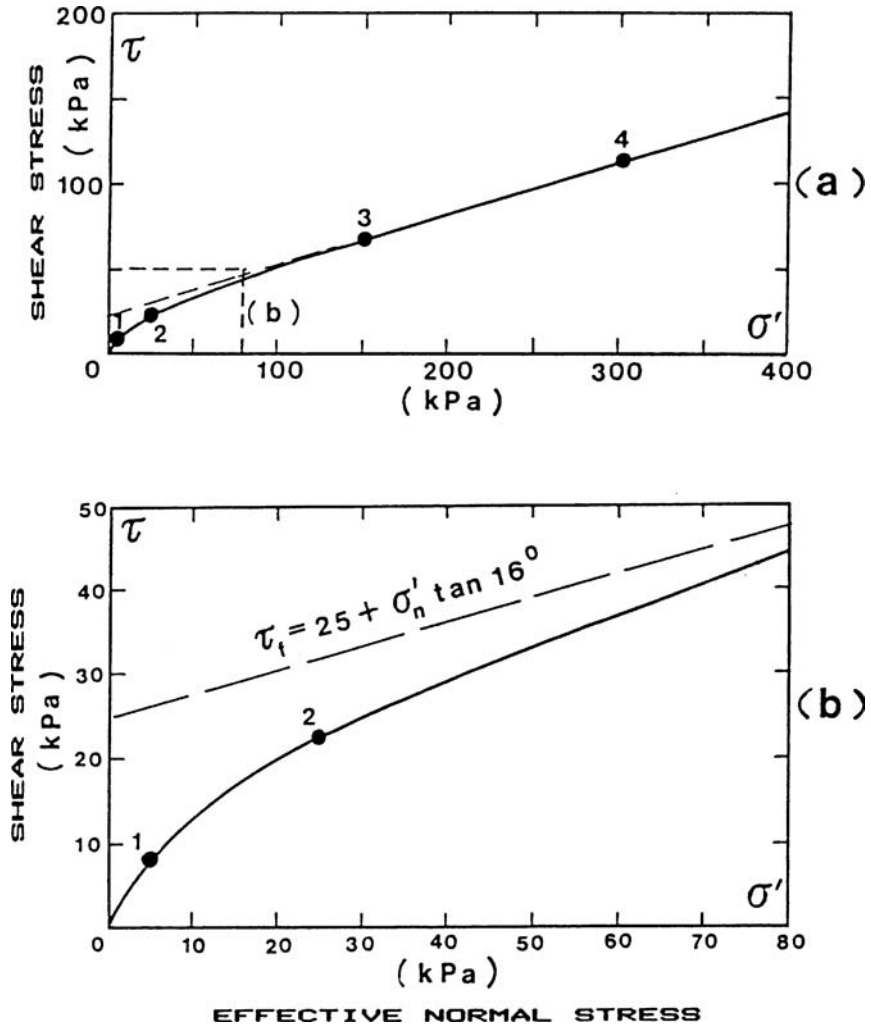 200
τ
SHEAR STRESS
(kPa)
100
1
2
3
4
(b)
(a)
σ′
0
100
200
300
400
(kPa)
50
τ
40
30
20
10
SHEAR STRESS
(kPa)
τf = 25 + σ′n tan 16°
1
2
(b)
σ′
0
10
20
30
40
50
60
70
80
(kPa)
EFFECTIVE NORMAL STRESS